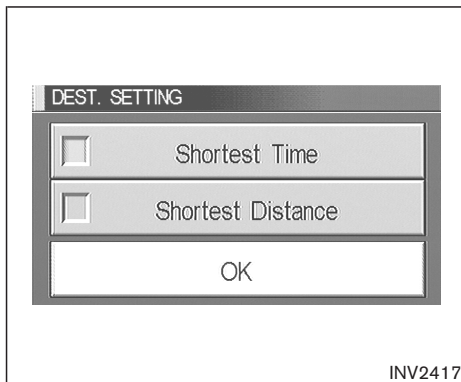 DEST. SETTING
Shortest Time
Shortest Distance
OK
INV2417